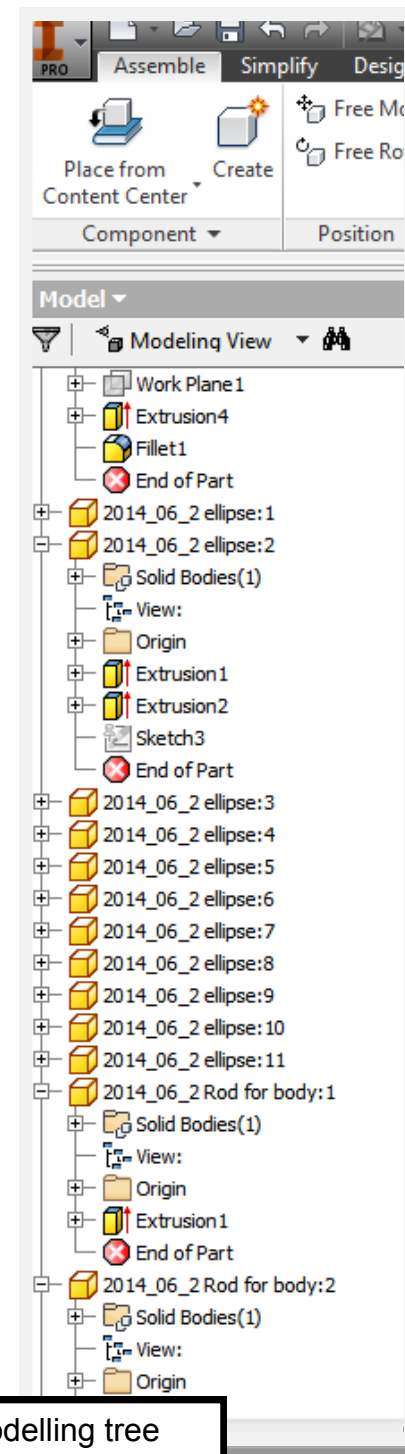 PRO Assemble Simplify
Place from
Content Center
Create
Free
Free
Component
Position
Model
Modeling View
Work Plane1
Extrusion4
Fillet1
End of Part
2014_06_2 ellipse:1
2014_06_2 ellipse:2
Solid Bodies(1)
View:
Origin
Extrusion1
Extrusion2
Sketch3
End of Part
2014_06_2 ellipse:3
2014_06_2 ellipse:4
2014_06_2 ellipse:5
2014_06_2 ellipse:6
2014_06_2 ellipse:7
2014_06_2 ellipse:8
2014_06_2 ellipse:9
2014_06_2 ellipse:10
2014_06_2 ellipse:11
2014_06_2 Rod for body:1
Solid Bodies(1)
View:
Origin
Extrusion1
End of Part
2014_06_2 Rod for body:2
Solid Bodies(1)
View:
Origin
tree